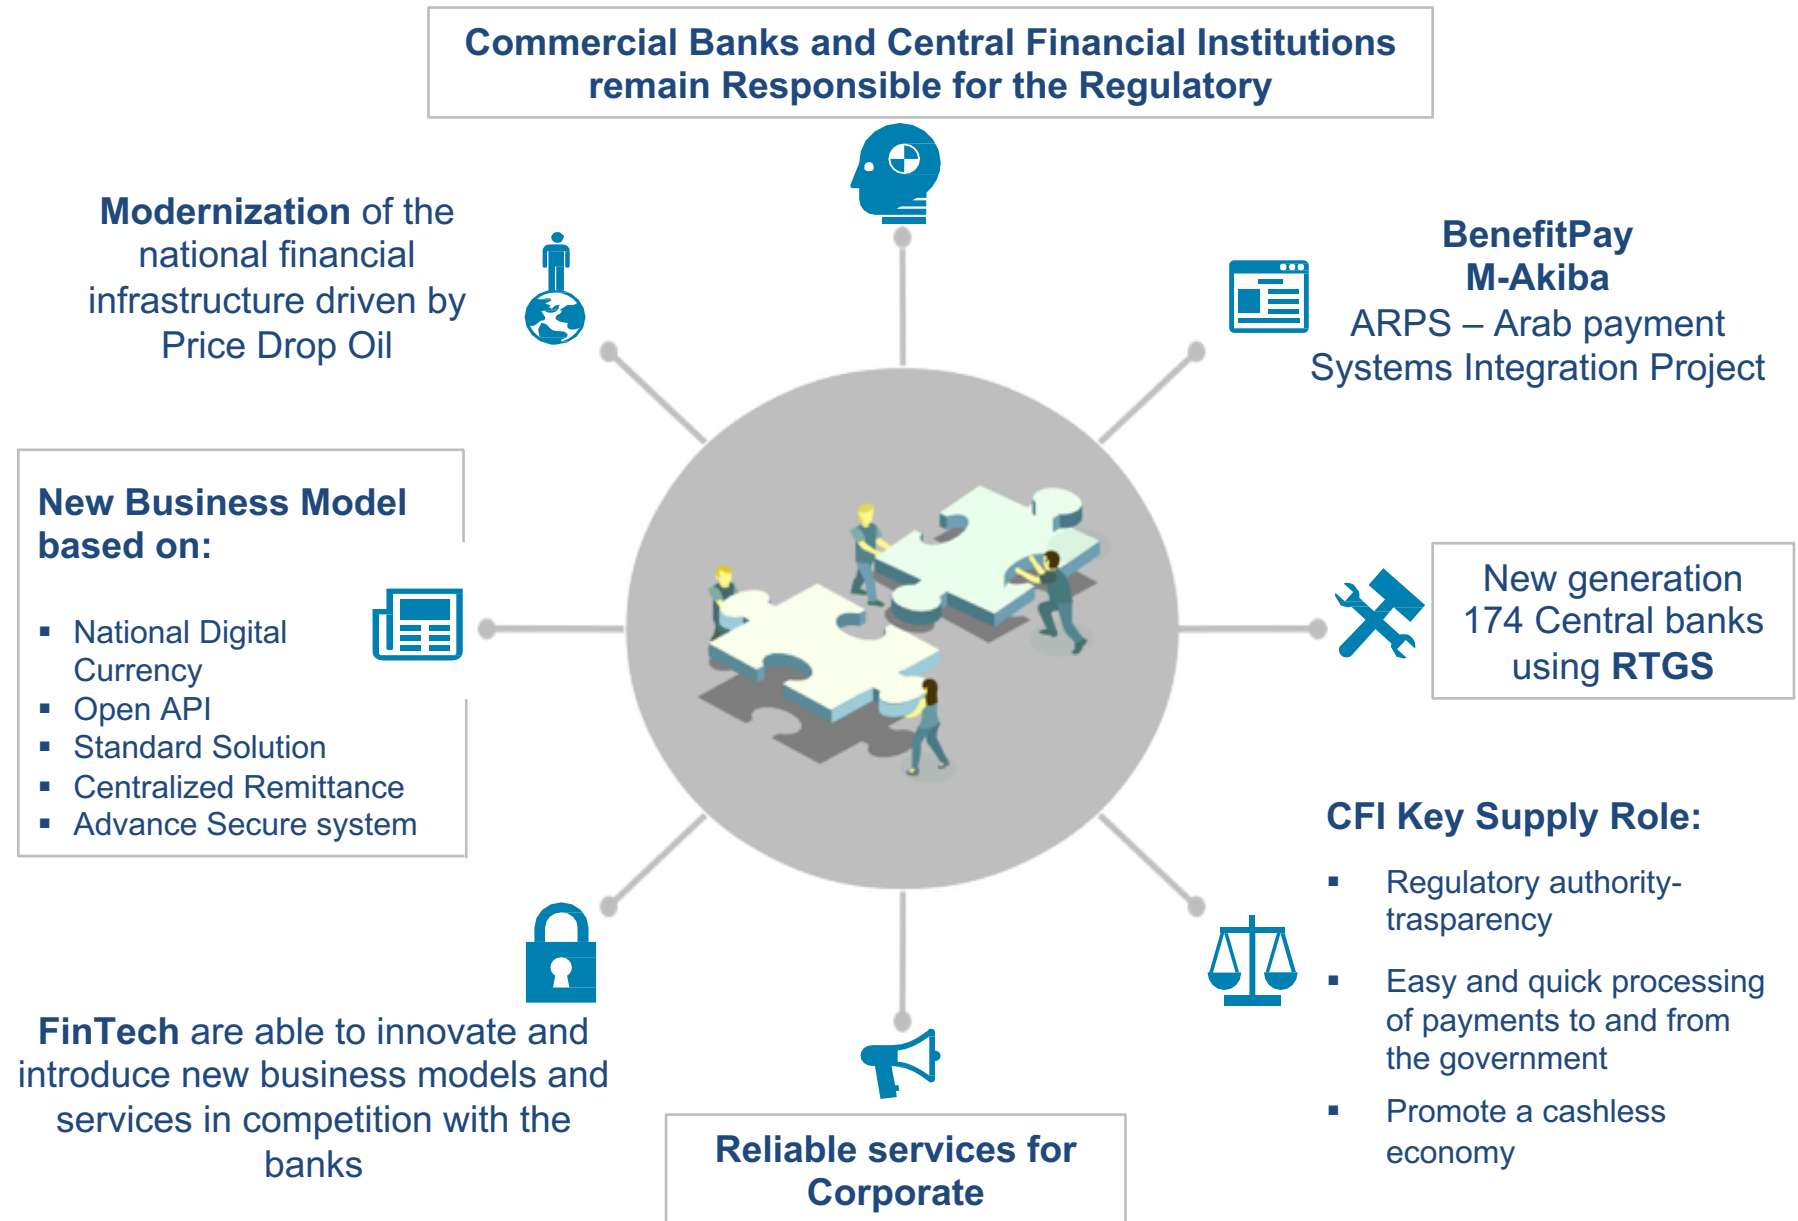 Commercial Banks and Central Financial Institutions
remain Responsible for the Regulatory
Modernization of the
national financial
infrastructure driven by
Price Drop Oil
BenefitPay
M-Akiba
ARPS – Arab payment
Systems Integration Project
New Business Model
based on:
▪ National Digital
Currency
▪ Open API
▪ Standard Solution
▪ Centralized Remittance
▪ Advance Secure system
New generation
174 Central banks
using RTGS
CFI Key Supply Role:
▪ Regulatory authority-
trasparency
▪ Easy and quick processing
of payments to and from
the government
▪ Promote a cashless
economy
FinTech are able to innovate and
introduce new business models and
services in competition with the
banks
Reliable services for
Corporate